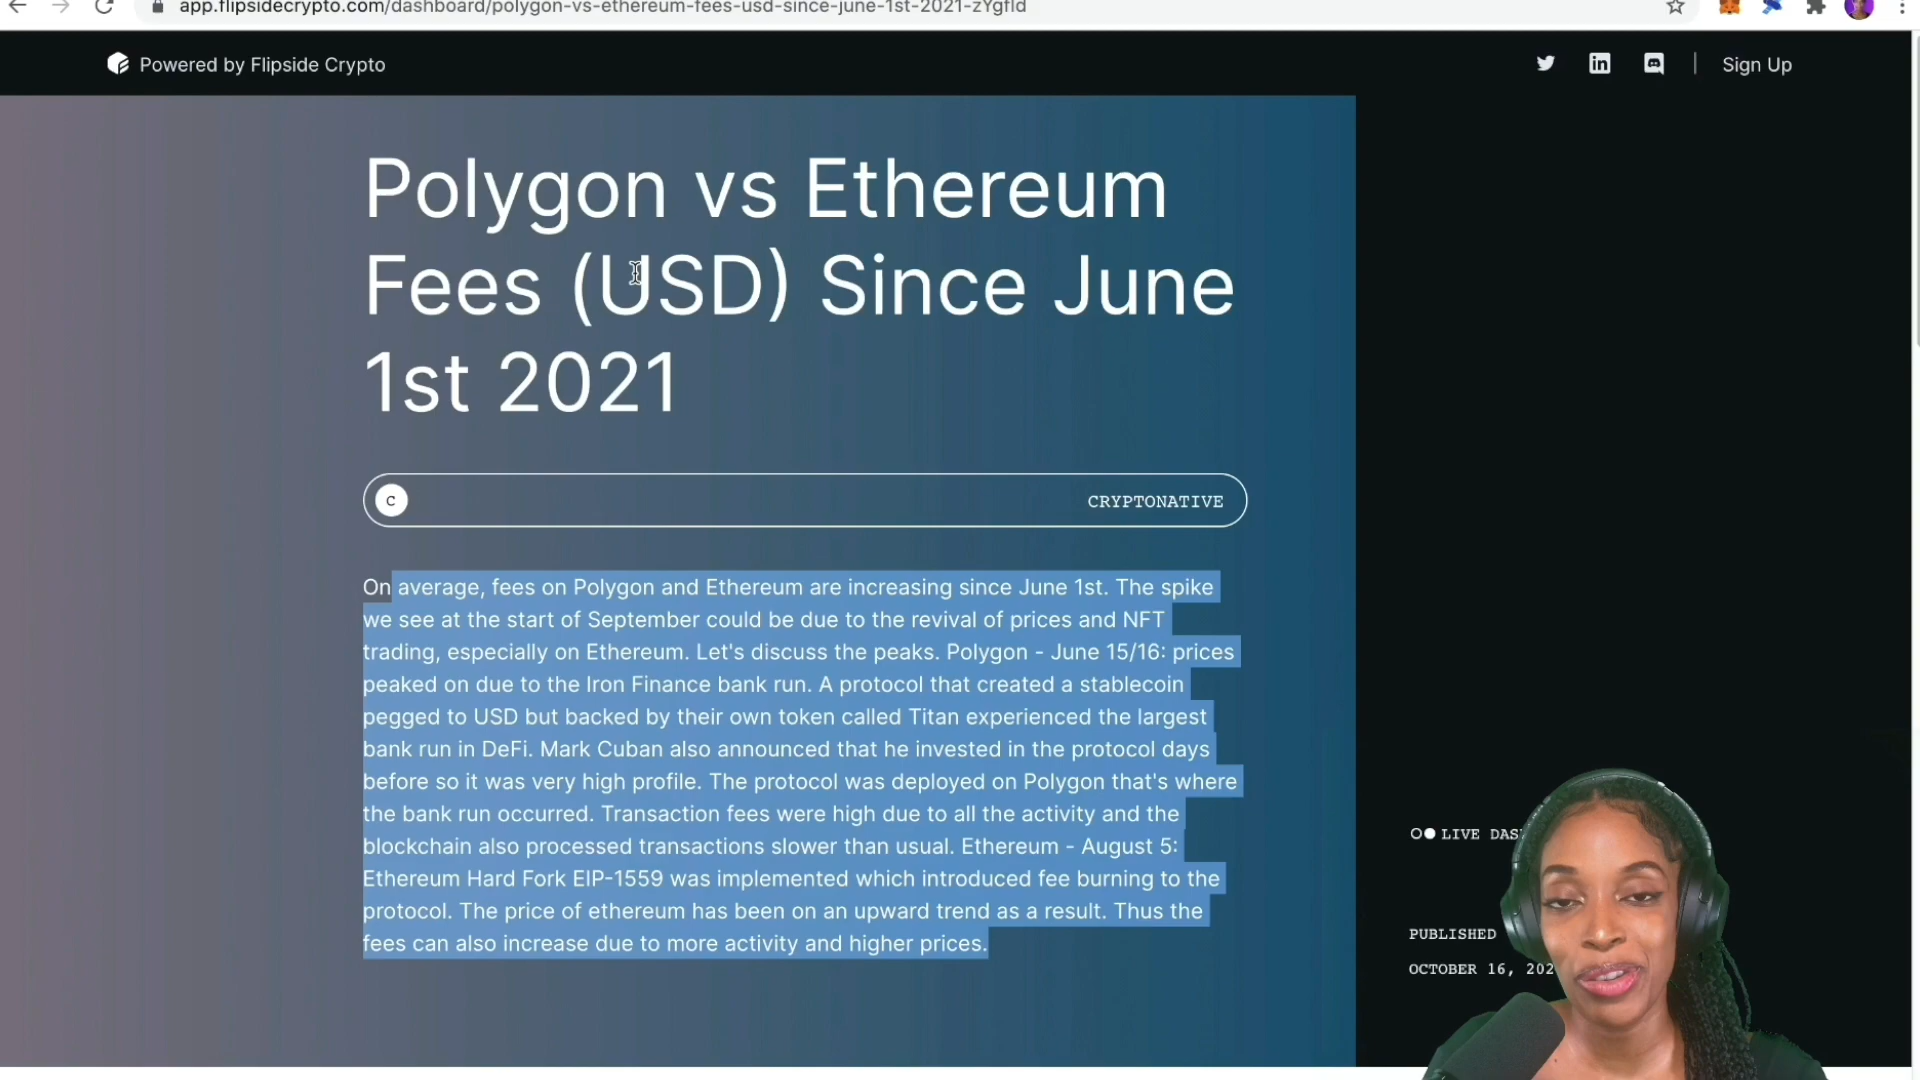 app.flipsidecrypto.com/dashboard/polygon-vs-ethereum-fees-usd-since-june-1st-2021-zYgfId
Powered by Flipside Crypto
Sign Up
Polygon vs Ethereum
Fees (USD) Since June
1st 2021
C
CRYPTONATIVE
On average, fees on Polygon and Ethereum are increasing since June 1st. The spike
we see at the start of September could be due to the revival of prices and NFT
trading, especially on Ethereum. Let's discuss the peaks. Polygon - June 15/16: prices
peaked on due to the Iron Finance bank run. A protocol that created a stablecoin
pegged to USD but backed by their own token called Titan experienced the largest
bank run in DeFi. Mark Cuban also announced that he invested in the protocol days
before so it was very high profile. The protocol was deployed on Polygon that's where
the bank run occurred. Transaction fees were high due to all the activity and the
blockchain also processed transactions slower than usual. Ethereum - August 5:
Ethereum Hard Fork EIP-1559 was implemented which introduced fee burning to the
protocol. The price of ethereum has been on an upward trend as a result. Thus the
fees can also increase due to more activity and higher prices.
LIVE DAS
PUBLISHED
OCTOBER 16, 202